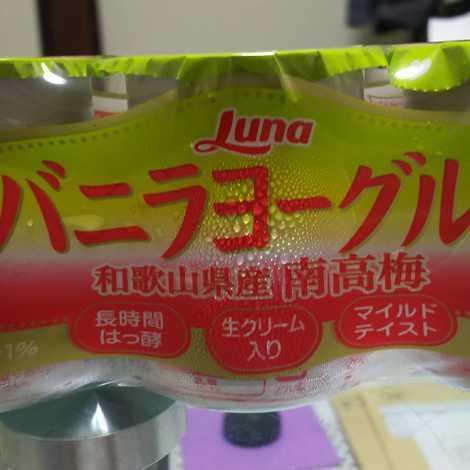 Luna
バニラヨーグル
和歌山県産 南高梅
長時間
はっ酵
生クリーム
入り
マイルド
テイスト
1%